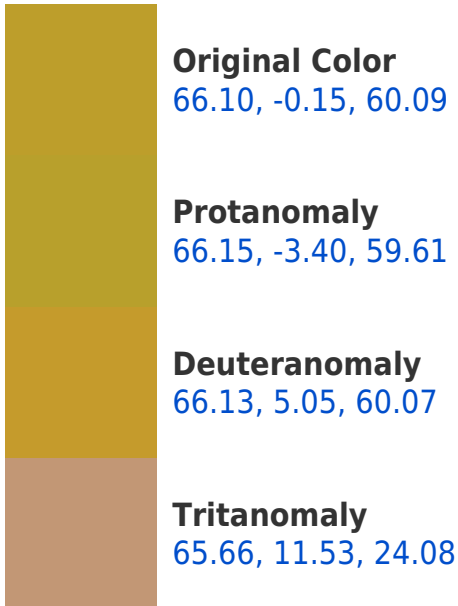 Original Color
66.10, -0.15, 60.09
Protanomaly
66.15, -3.40, 59.61
Deuteranomaly
66.13, 5.05, 60.07
Tritanomaly
65.66, 11.53, 24.08